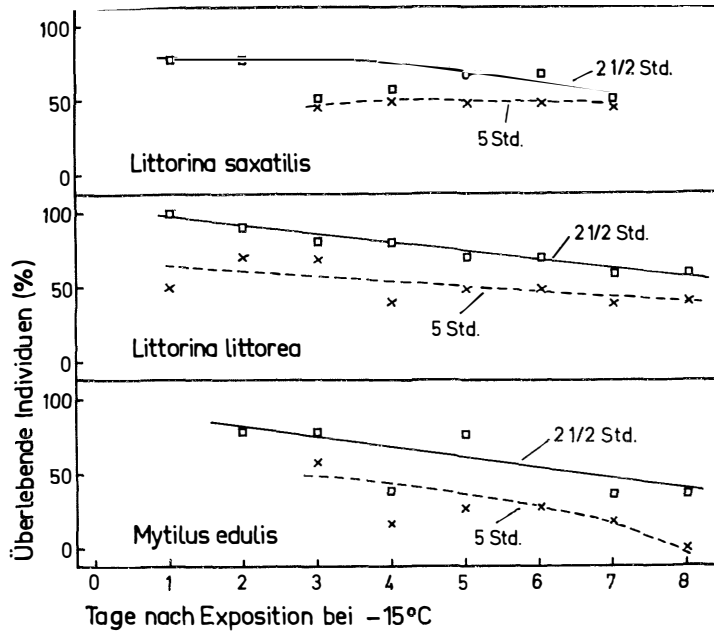 Überlebende Individuen (%)
100
50
0
2 1/2 Std.
5 Std.
Littorina saxatilis
100
50
0
2 1/2 Std.
5 Std.
Littorina littorea
100
50
0
2 1/2 Std.
5 Std.
Mytilus edulis
0 1 2 3 4 5 6 7 8
Tage nach Exposition bei -15°C